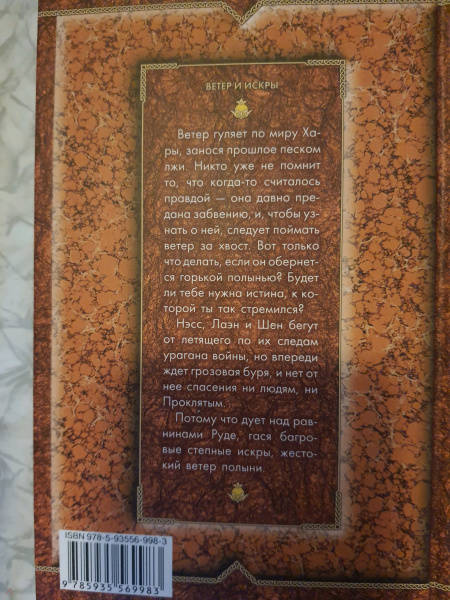 ВЕТЕР И ИСКРЫ
Ветер гуляет по миру Ха-
ры, занося прошлое песком
лжи. Никто уже не помнит
то, что когда-то считалось
правдой — она давно пре-
дана забвению, и, чтобы уз-
нать о ней, следует поймать
ветер за хвост. Вот только
что делать, если он обернет-
ся горькой полынью? Будет
ли тебе нужна истина, к ко-
торой ты так стремился?
Нэсс, Лаэн и Шен бегут
от летящего по их следам
урагана войны, но впереди
ждет грозовая буря, и нет от
нее спасения ни людям, ни
Проклятым.
Потому что дует над рав-
нинами Руде, гася багро-
вые степные искры, жесто-
кий ветер полыни.
ISBN 978-5-93556-998-3
9 785935 569983